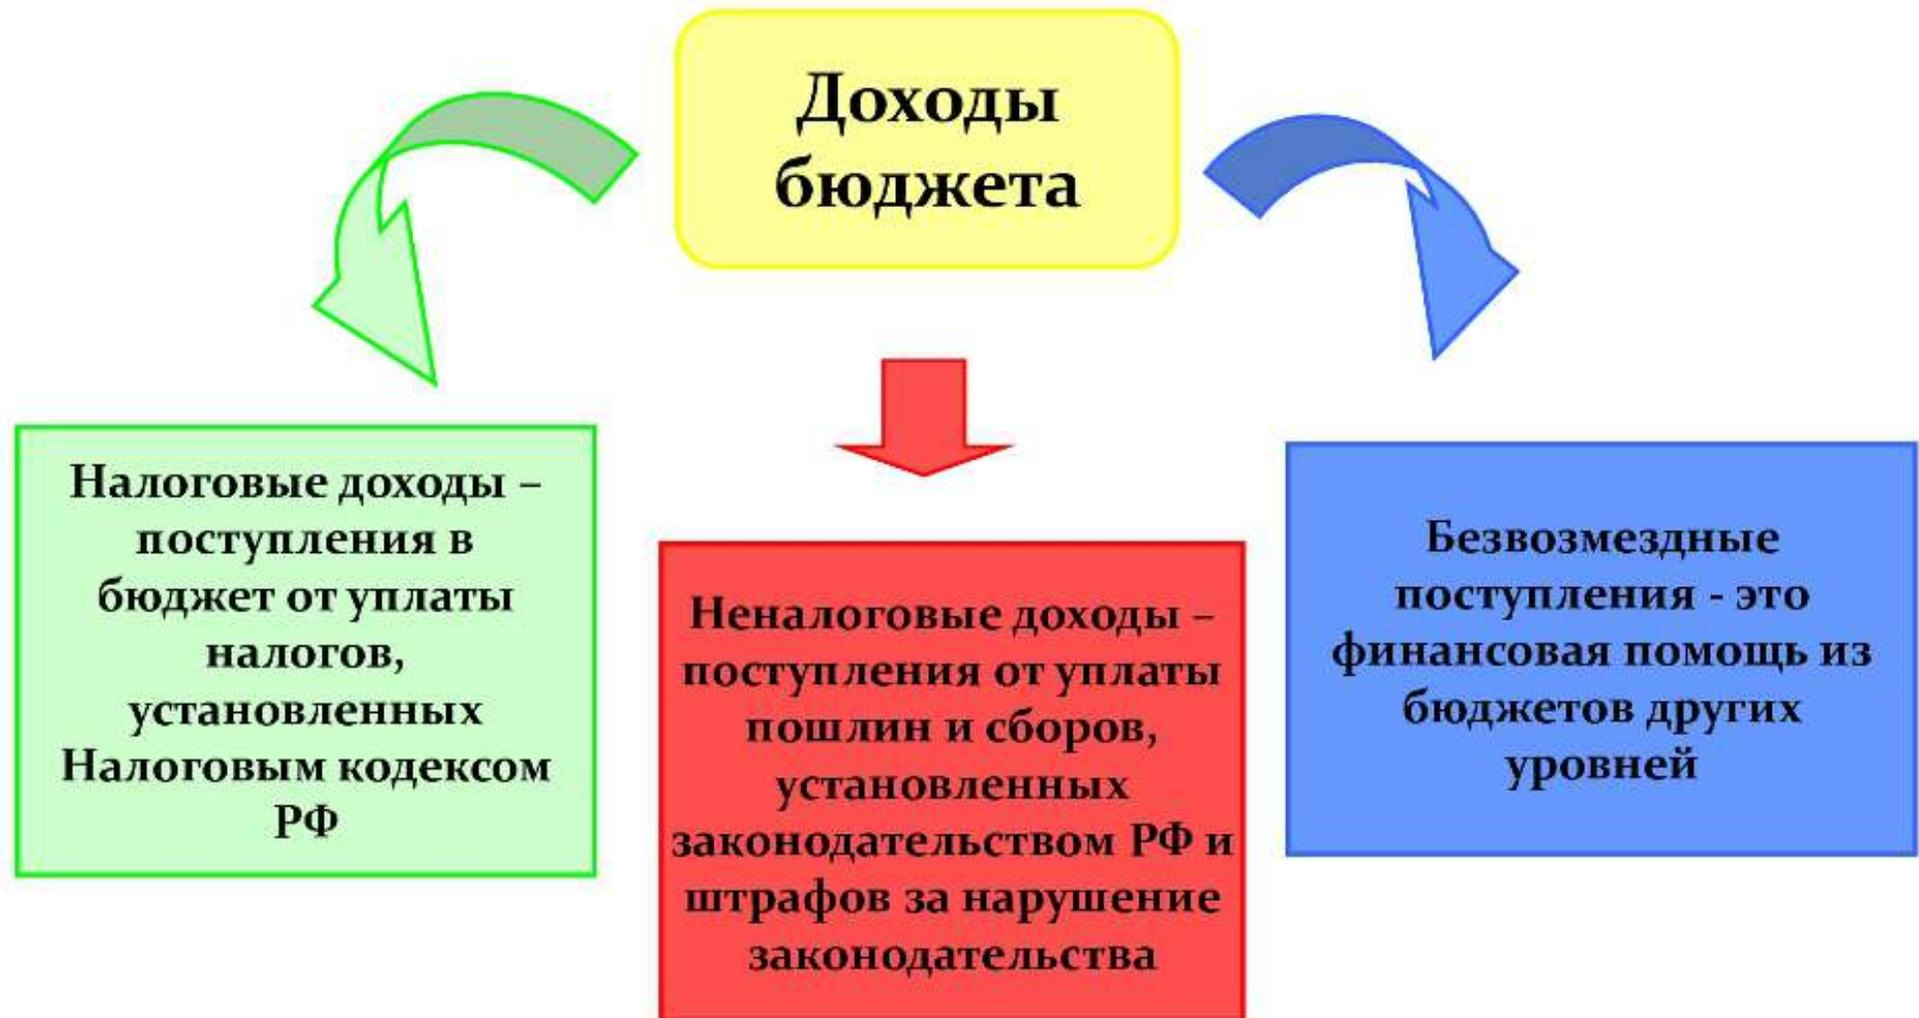 Доходы
бюджета
Налоговые доходы –
поступления в
бюджет от уплаты
налогов,
установленных
Налоговым кодексом
РФ
Неналоговые доходы –
поступления от уплаты
пошлин и сборов,
установленных
законодательством РФ и
штрафов за нарушение
законодательства
Безвозмездные
поступления - это
финансовая помощь из
бюджетов других
уровней